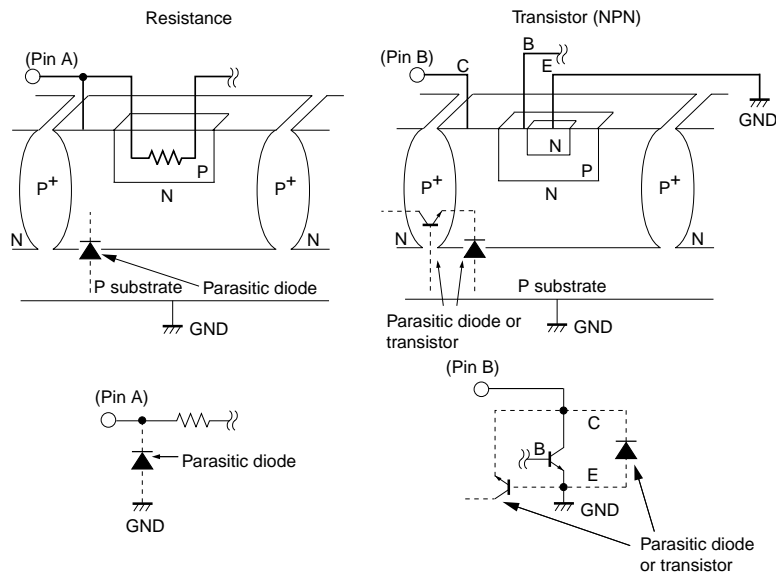 Resistance
(Pin A)
P
N
P+
P+
N
N
P substrate
Parasitic diode
GND
Transistor (NPN)
(Pin B)
C
B
E
GND
N
P
N
P+
P+
N
N
P substrate
GND
Parasitic diode or
transistor
(Pin A)
Parasitic diode
GND
(Pin B)
C
B
E
GND
Parasitic diode
or transistor